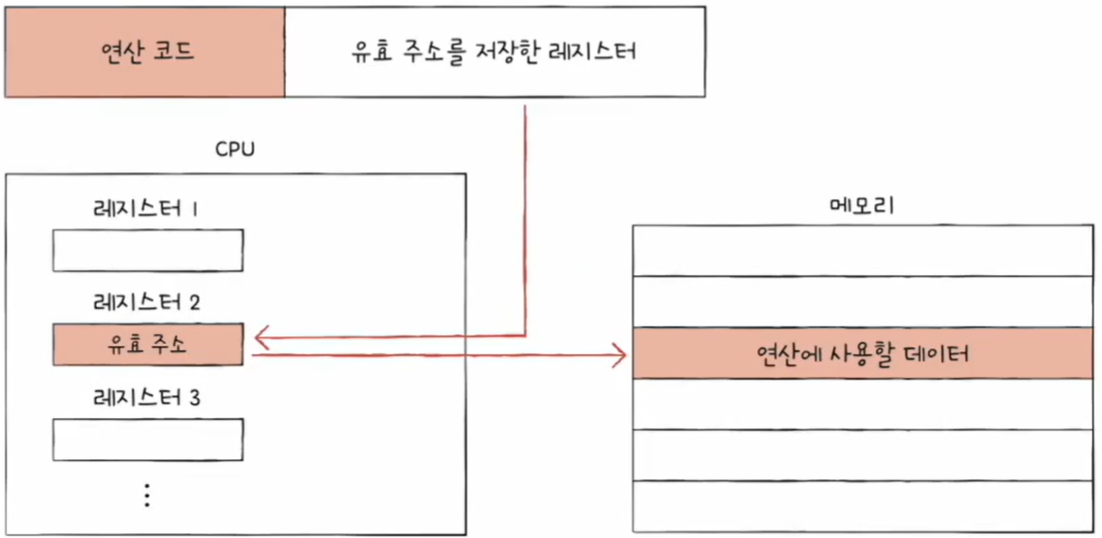 연산 코드
유효 주소를 저장한 레지스터
CPU
레지스터 1
레지스터 2
유효 주소
레지스터 3
⋮
메모리
연산에 사용할 데이터